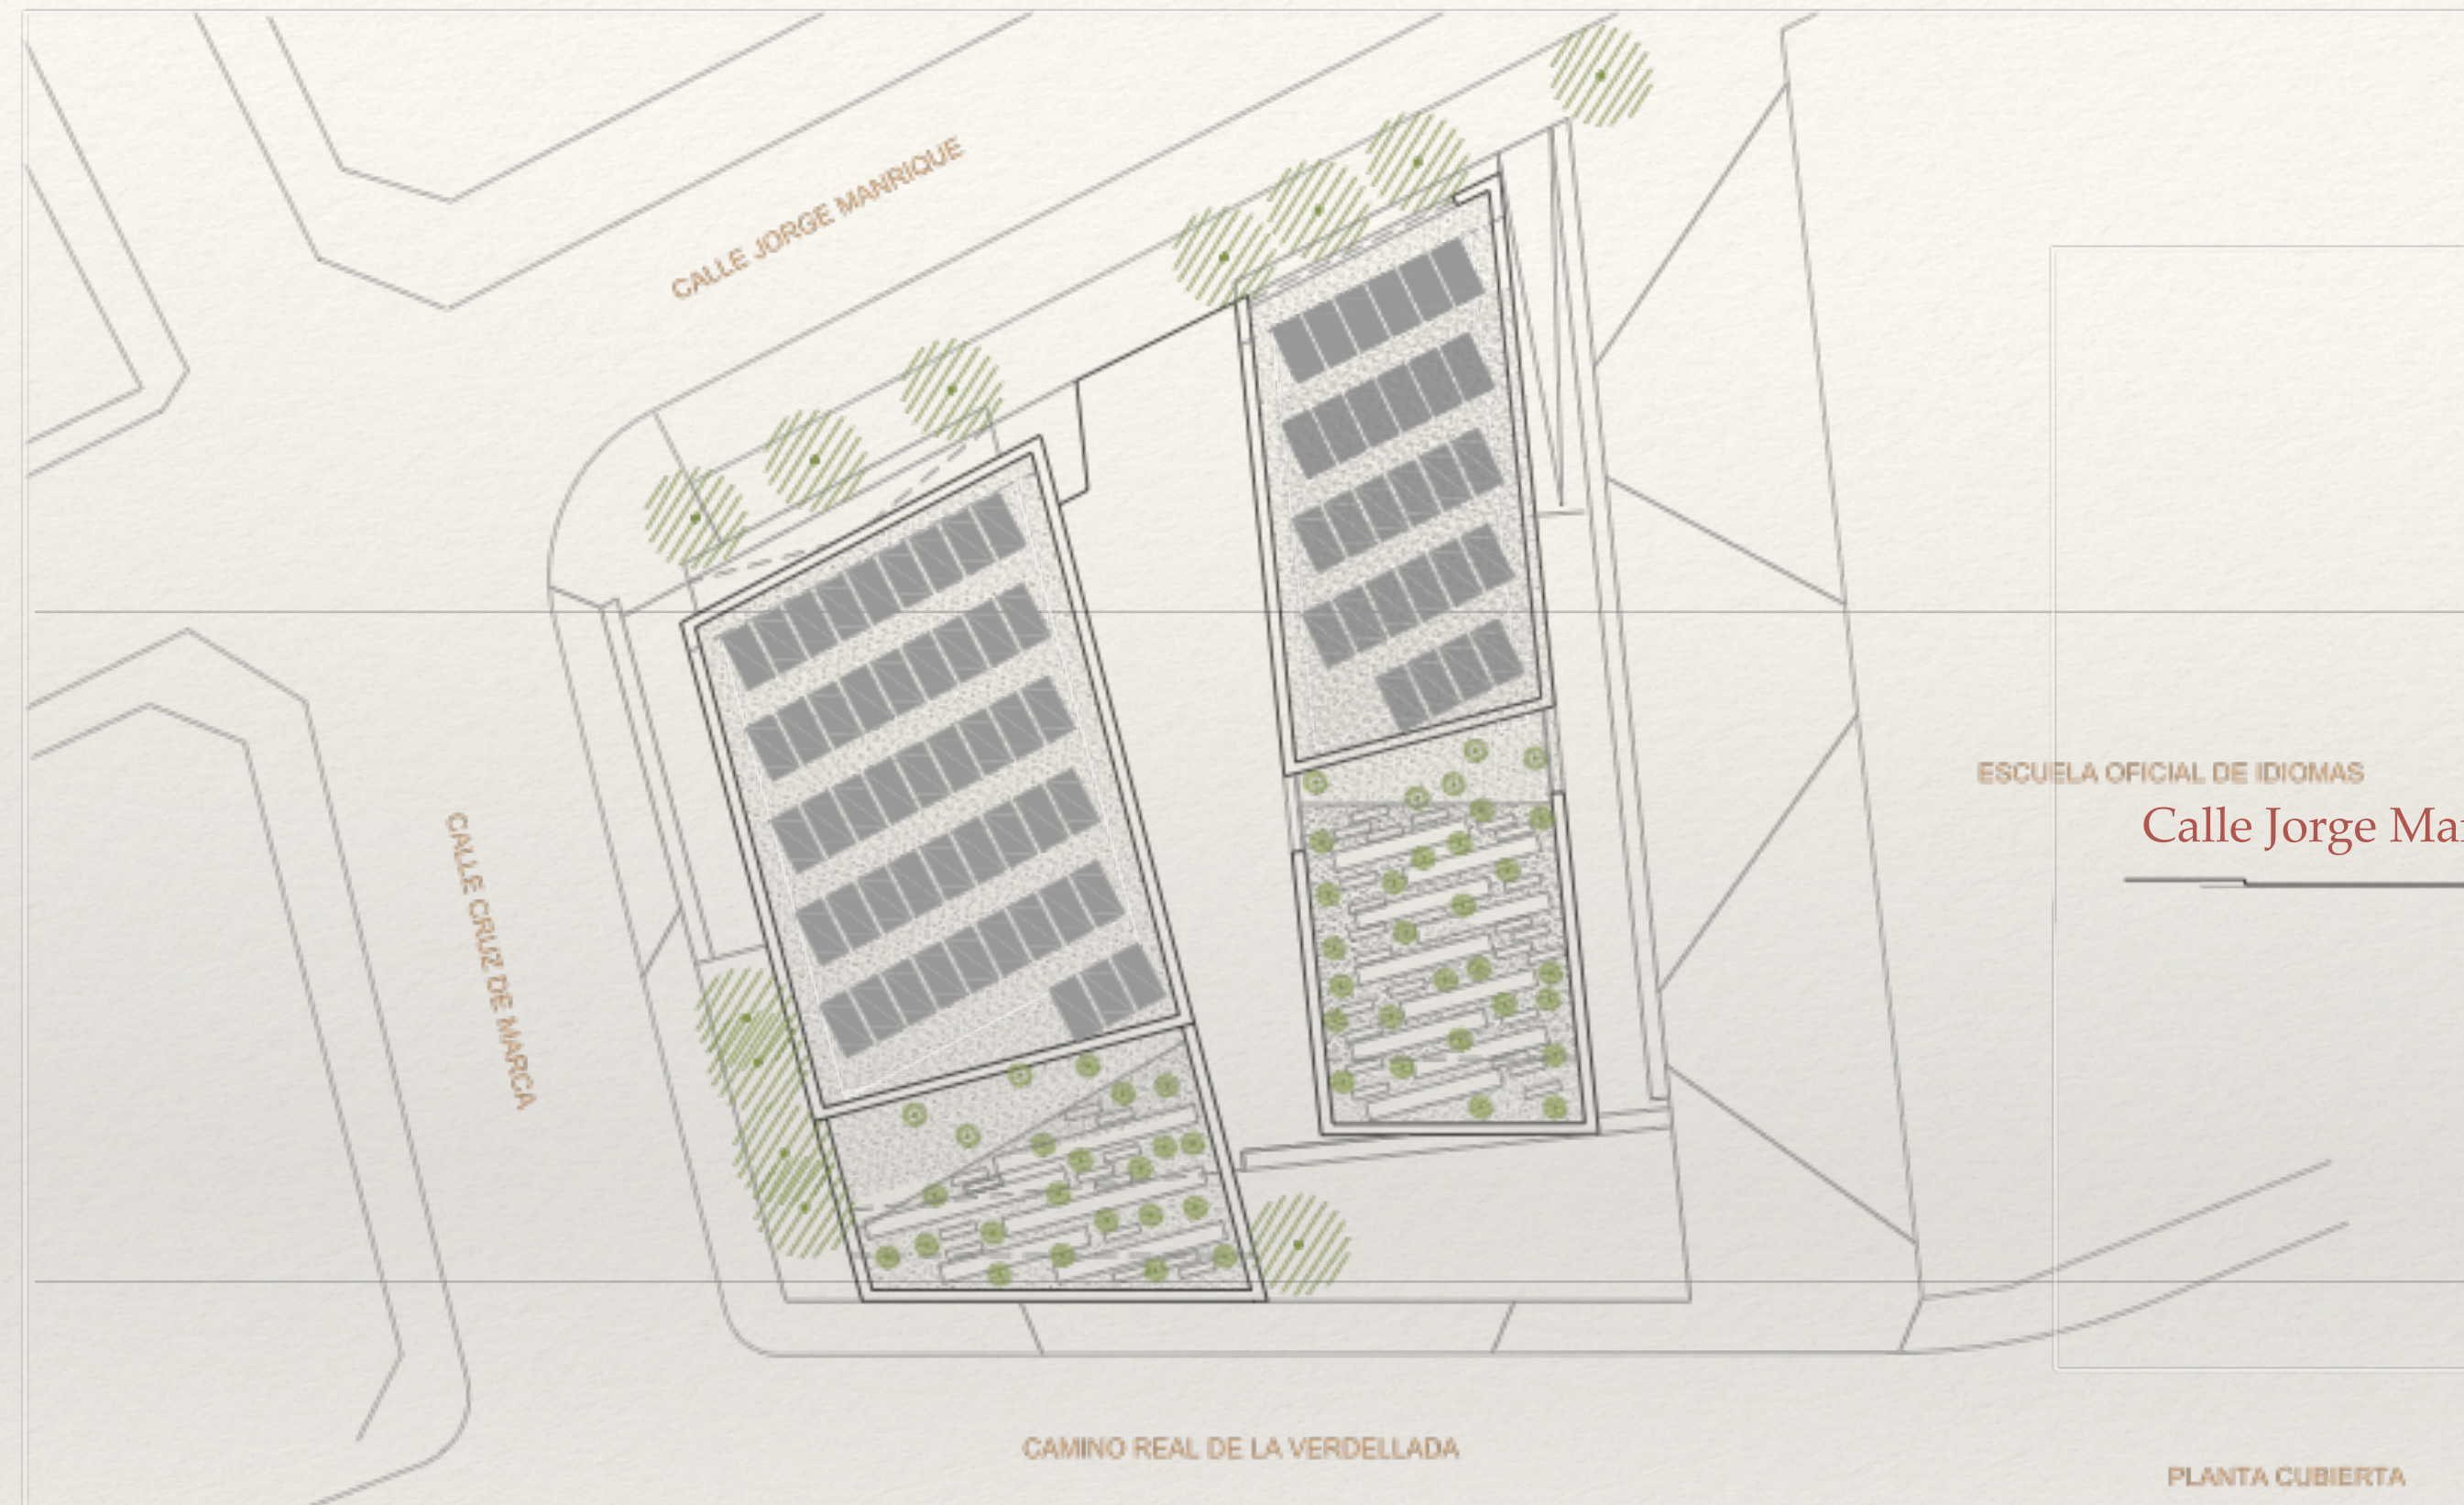 CALLE JORGE MANRIQUE
ESCUELA OFICIAL DE IDIOMAS
Calle Jorge
CALLE CRUZ DE MARCA
CAMINO REAL DE LA VERDELLADA
PLANTA CUBIERTA